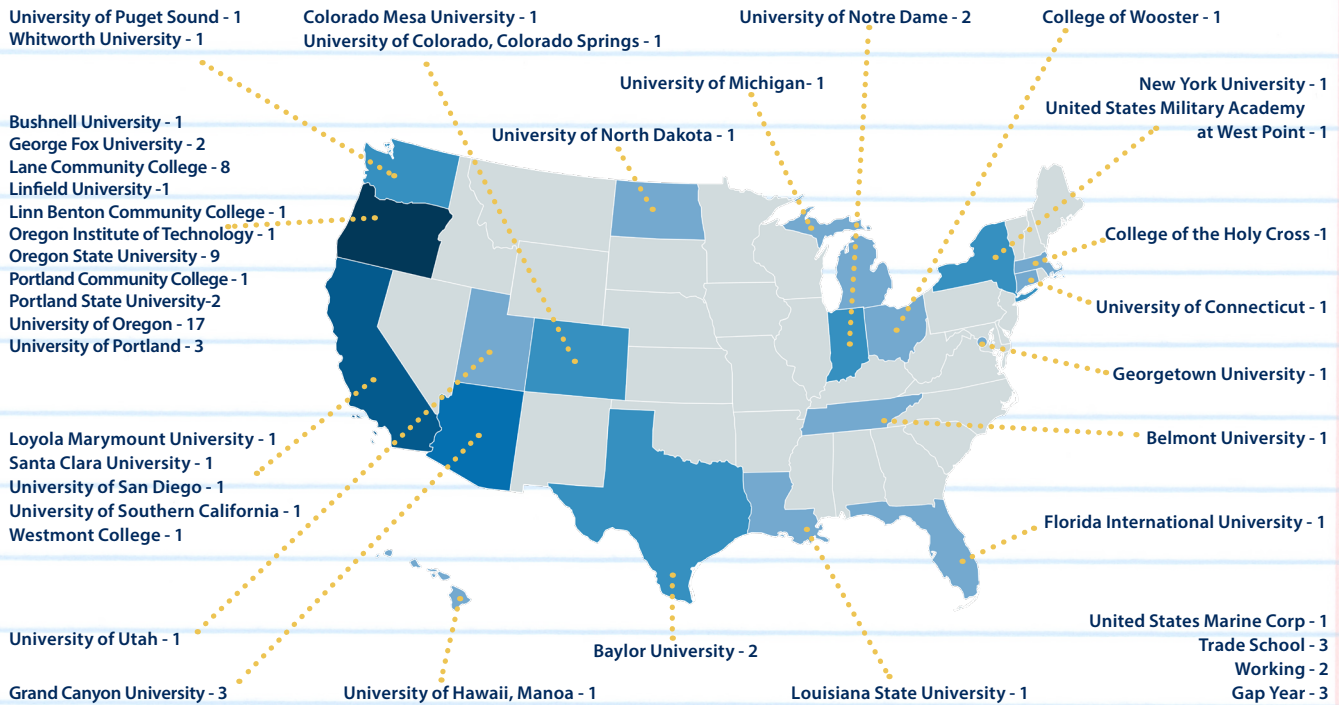 University of Puget Sound - 1
Whitworth University - 1
Colorado Mesa University - 1
University of Colorado, Colorado Springs - 1
University of Notre Dame - 2
College of Wooster - 1
University of Michigan- 1
New York University - 1
United States Military Academy
at West Point - 1
University of North Dakota - 1
Bushnell University - 1
George Fox University - 2
Lane Community College - 8
Linfield University -1
Linn Benton Community College - 1
Oregon Institute of Technology - 1
Oregon State University - 9
Portland Community College - 1
Portland State University-2
University of Oregon - 17
University of Portland - 3
College of the Holy Cross -1
University of Connecticut - 1
Georgetown University - 1
Belmont University - 1
Loyola Marymount University - 1
Santa Clara University - 1
University of San Diego - 1
University of Southern California - 1
Westmont College - 1
Florida International University - 1
University of Utah - 1
Grand Canyon University - 3
University of Hawaii, Manoa - 1
Baylor University - 2
Louisiana State University - 1
United States Marine Corp - 1
Trade School - 3
Working - 2
Gap Year - 3